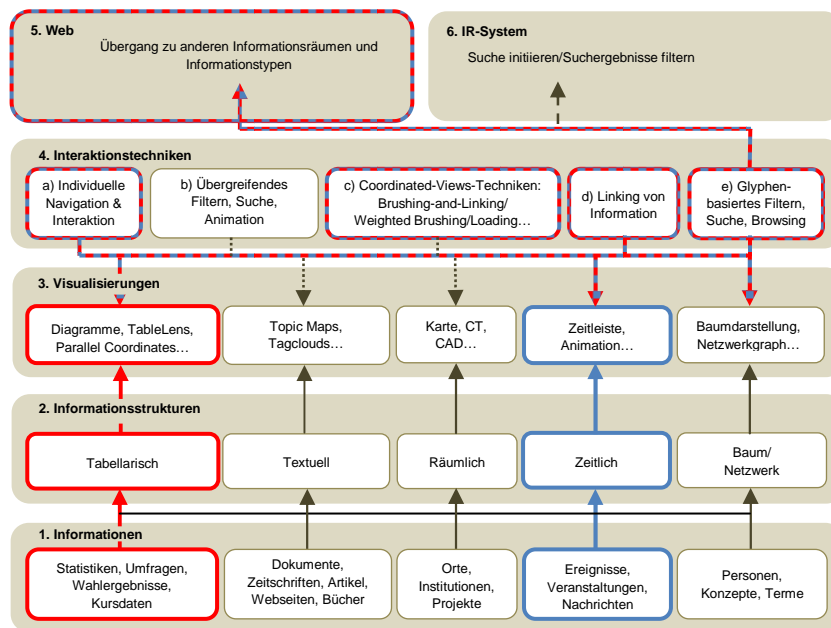 5. Web
Übergang zu anderen Informationsräumen und
Informationstypen
6. IR-System
Suche initiieren/Suchergebnisse filtern
4. Interaktionstechniken
a) Individuelle
Navigation &
Interaktion
b) Übergreifendes
Filtern, Suche,
Animation
c) Coordinated-Views-Techniken:
Brushing-and-Linking/
Weighted Brushing/Loading…
d) Linking von
Information
e) Glyphen-
basiertes Filtern,
Suche, Browsing
3. Visualisierungen
Diagramme, TableLens,
Parallel Coordinates…
Topic Maps,
Tagclouds…
Karte, CT,
CAD…
Zeitleiste,
Animation…
Baumdarstellung,
Netzwerkgraph…
2. Informationsstrukturen
Tabellarisch
Textuell
Räumlich
Zeitlich
Baum/
Netzwerk
1. Informationen
Statistiken, Umfragen,
Wahlergebnisse,
Kursdaten
Dokumente,
Zeitschriften, Artikel,
Webseiten, Bücher
Orte,
Institutionen,
Projekte
Ereignisse,
Veranstaltungen,
Nachrichten
Personen,
Konzepte, Terme